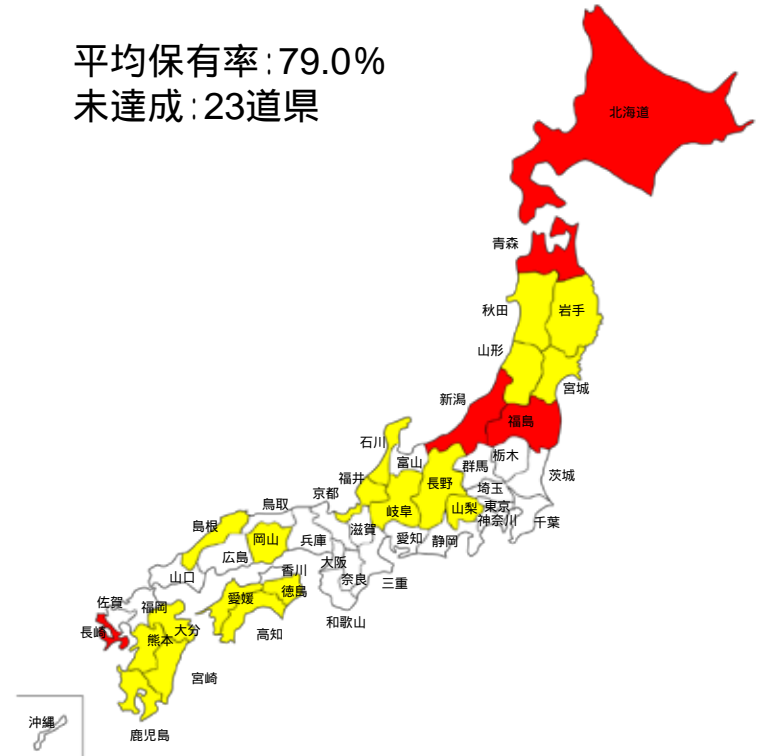 平均保有率:79.0%
未達成:23道県
北海道
青森
秋田
岩手
山形
宮城
新潟
福島
石川
富山
群馬
栃木
茨城
福井
長野
埼玉
京都
岐阜
山梨
東京
神奈川
千葉
鳥取
島根
岡山
兵庫
滋賀
愛知
静岡
広島
大阪
山口
香川
奈良
三重
佐賀
福岡
愛媛
徳島
和歌山
長崎
熊本
大分
高知
宮崎
沖縄
鹿児島